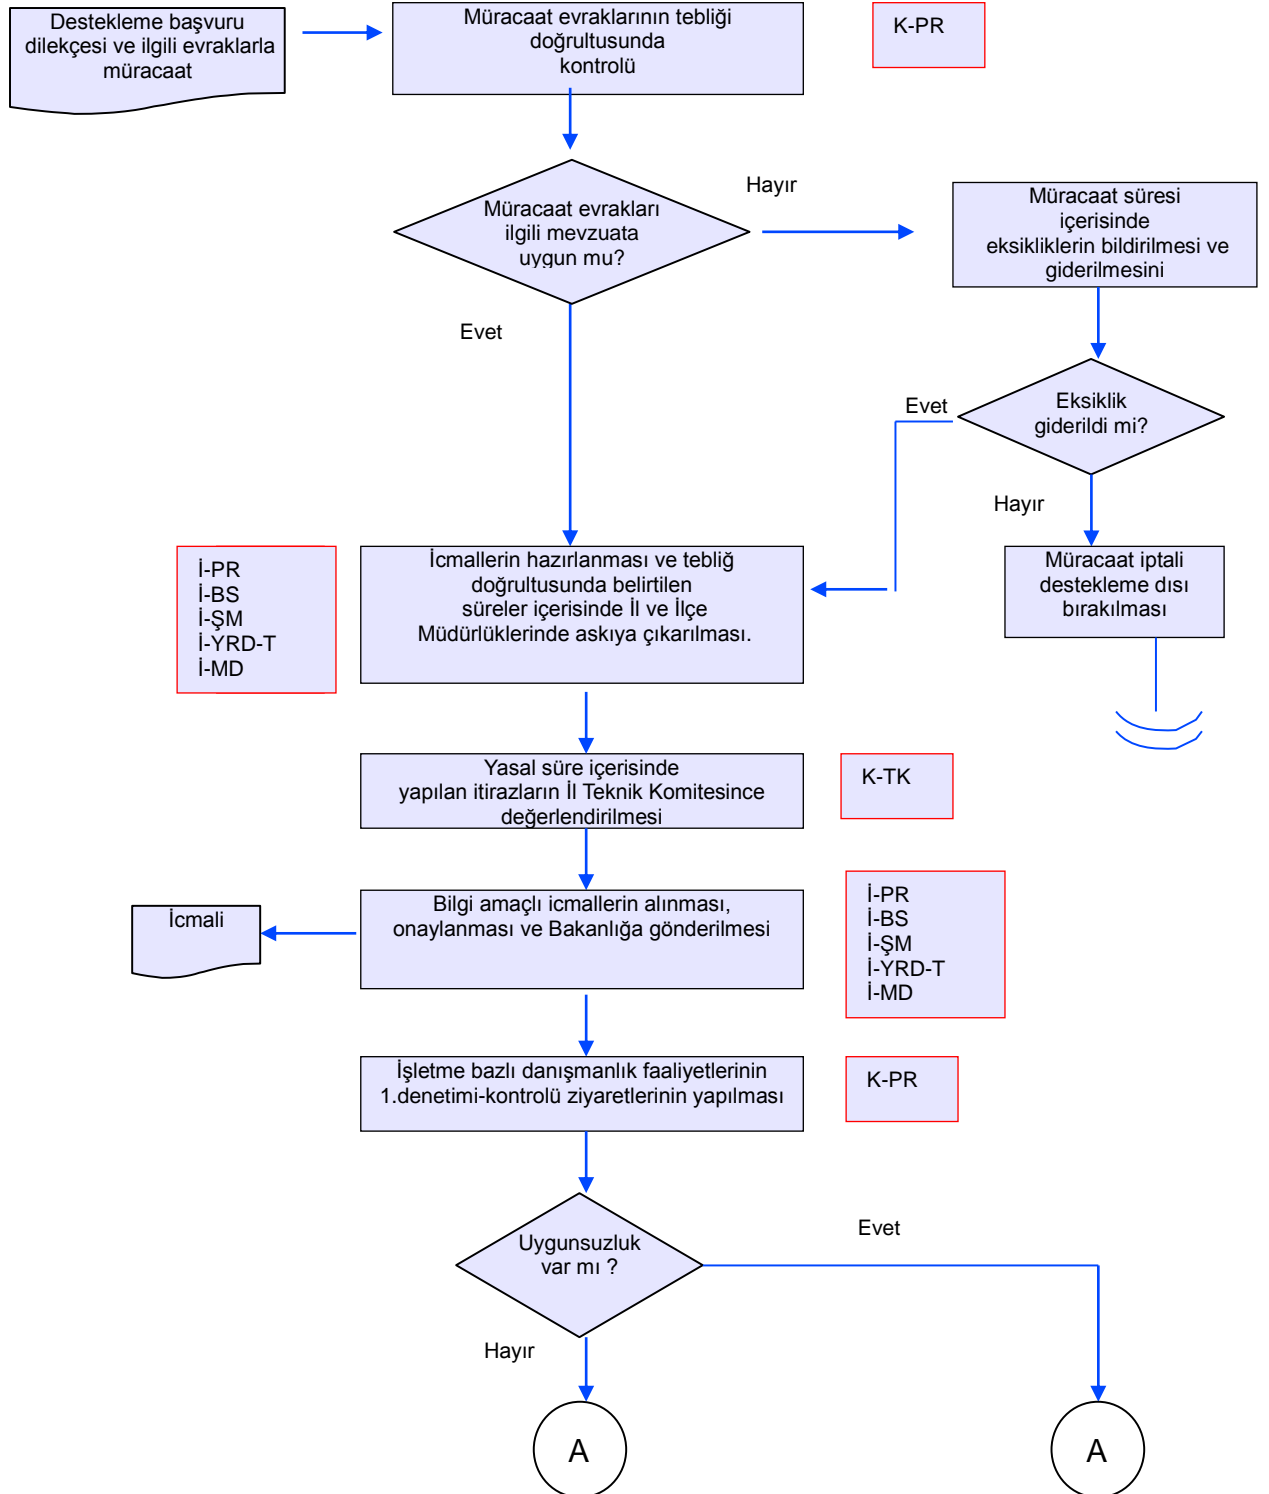 Destekleme başvuru
dilekçesi ve ilgili evraklarla
müracaat
Müracaat evraklarının tebliği
doğrultusunda
kontrolü
K-PR
Müracaat evrakları
ilgili mevzuata
uygun mu?
Hayır
Müracaat süresi
içerisinde
eksikliklerin bildirilmesi ve
giderilmesini
Evet
Eksiklik
giderildi mi?
Evet
Hayır
Müracaat iptali
destekleme dısı
bırakılması
İ-PR
İ-BS
İ-ŞM
İ-YRD-T
İ-MD
İcmallerin hazırlanması ve tebliğ
doğrultusunda belirtilen
süreler içerisinde İl ve İlçe
Müdürlüklerinde askıya çıkarılması.
Yasal süre içerisinde
yapılan itirazların İl Teknik Komitesince
değerlendirilmesi
K-TK
Bilgi amaçlı icmallerin alınması,
onaylanması ve Bakanlığa gönderilmesi
İcmali
İ-PR
İ-BS
İ-ŞM
İ-YRD-T
İ-MD
İşletme bazlı danışmanlık faaliyetlerinin
1.denetimi-kontrolü ziyaretlerinin yapılması
K-PR
Uygunsuzluk
var mı ?
Evet
Hayır
A
A